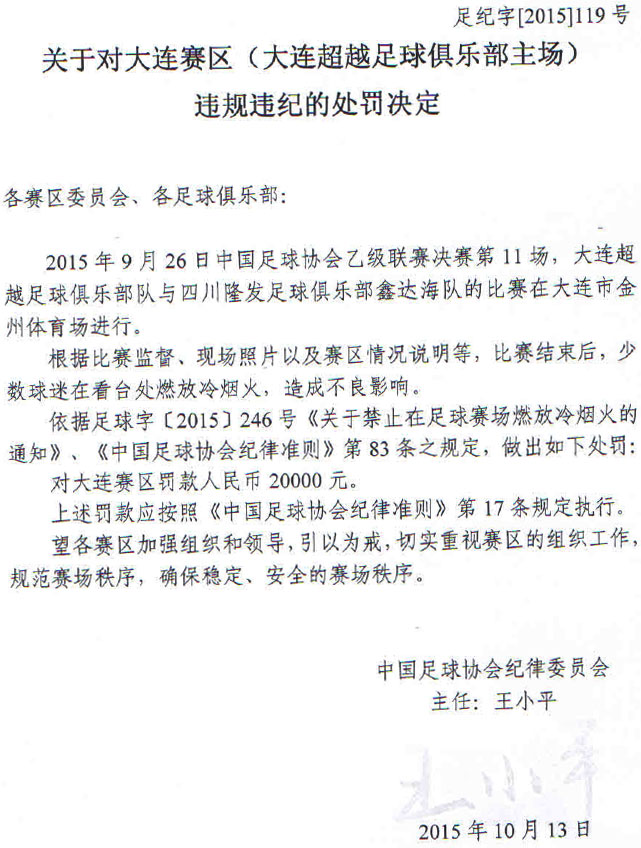 足纪字[2015]119 号
关于对大连赛区（大连超越足球俱乐部主场）
违规违纪的处罚决定
各赛区委员会、各足球俱乐部：
2015 年 9 月 26 日中国足球协会乙级联赛决赛第 11 场，大连超
越足球俱乐部队与四川隆发足球俱乐部鑫达海队的比赛在大连市金
州体育场进行。
根据比赛监督、现场照片以及赛区情况说明等，比赛结束后，少
数球迷在看台处燃放冷烟火，造成不良影响。
依据足球字〔2015〕246 号《关于禁止在足球赛场燃放冷烟火的
通知》、《中国足球协会纪律准则》第 83 条之规定，做出如下处罚：
对大连赛区罚款人民币 20000 元。
上述罚款应按照《中国足球协会纪律准则》第 17 条规定执行。
望各赛区加强组织和领导，引以为戒，切实重视赛区的组织工作，
规范赛场秩序，确保稳定、安全的赛场秩序。
中国足球协会纪律委员会
主任：王小平
王小平
2015 年 10 月 13 日